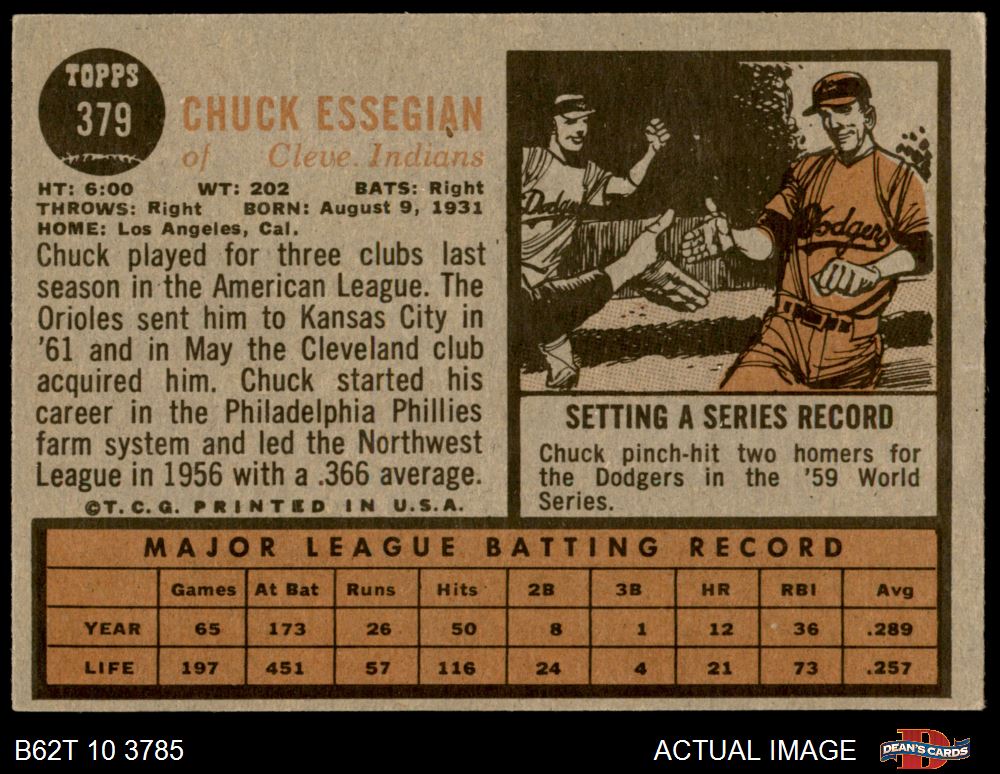 TOPPS
379
CHUCK ESSEGIAN
of Cleve. Indians
HT: 6:00 WT: 202 BATS: Right
THROWS: Right BORN: August 9, 1931
HOME: Los Angeles, Cal.
Chuck played for three clubs last
season in the American League. The
Orioles sent him to Kansas City in
'61 and in May the Cleveland club
acquired him. Chuck started his
career in the Philadelphia Phillies
farm system and led the Northwest
League in 1956 with a .366 average.
©T.C.G. PRINTED IN U.S.A.
Dodgers
SETTING A SERIES RECORD
Chuck pinch-hit two homers for
the Dodgers in the '59 World
Series.
MAJOR LEAGUE BATTING RECORD
Games At Bat Runs Hits 2B 3B HR RBI Avg
YEAR 65 173 26 50 8 1 12 36 .289
LIFE 197 451 57 116 24 4 21 73 .257
B62T 10 3785 ACTUAL IMAGE DEAN'S CARDS